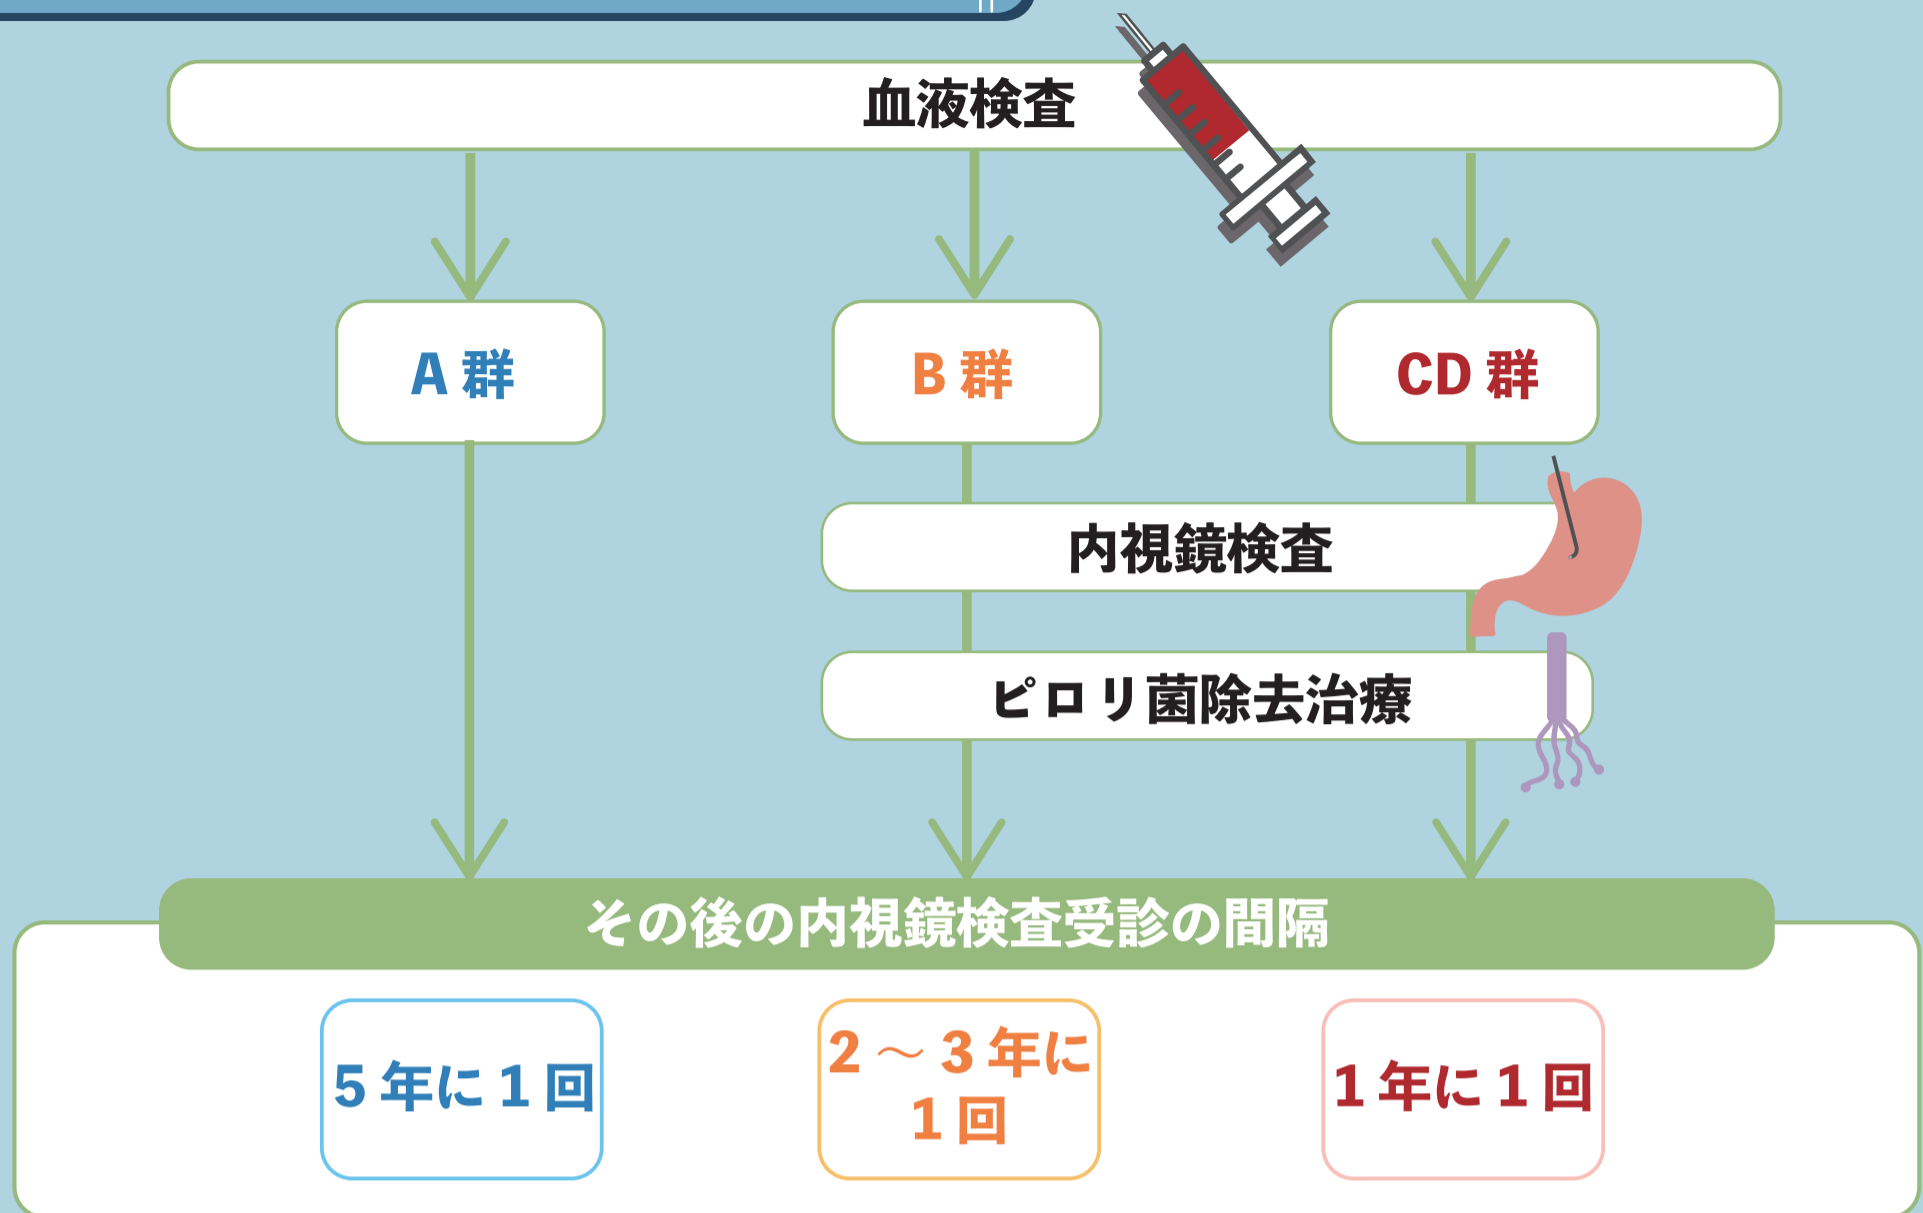 血液検査
A 群
B 群
CD 群
内視鏡検査
ピロリ菌除去治療
その後の内視鏡検査受診の間隔
5 年に 1 回
2 ～ 3 年に
1 回
1 年に 1 回